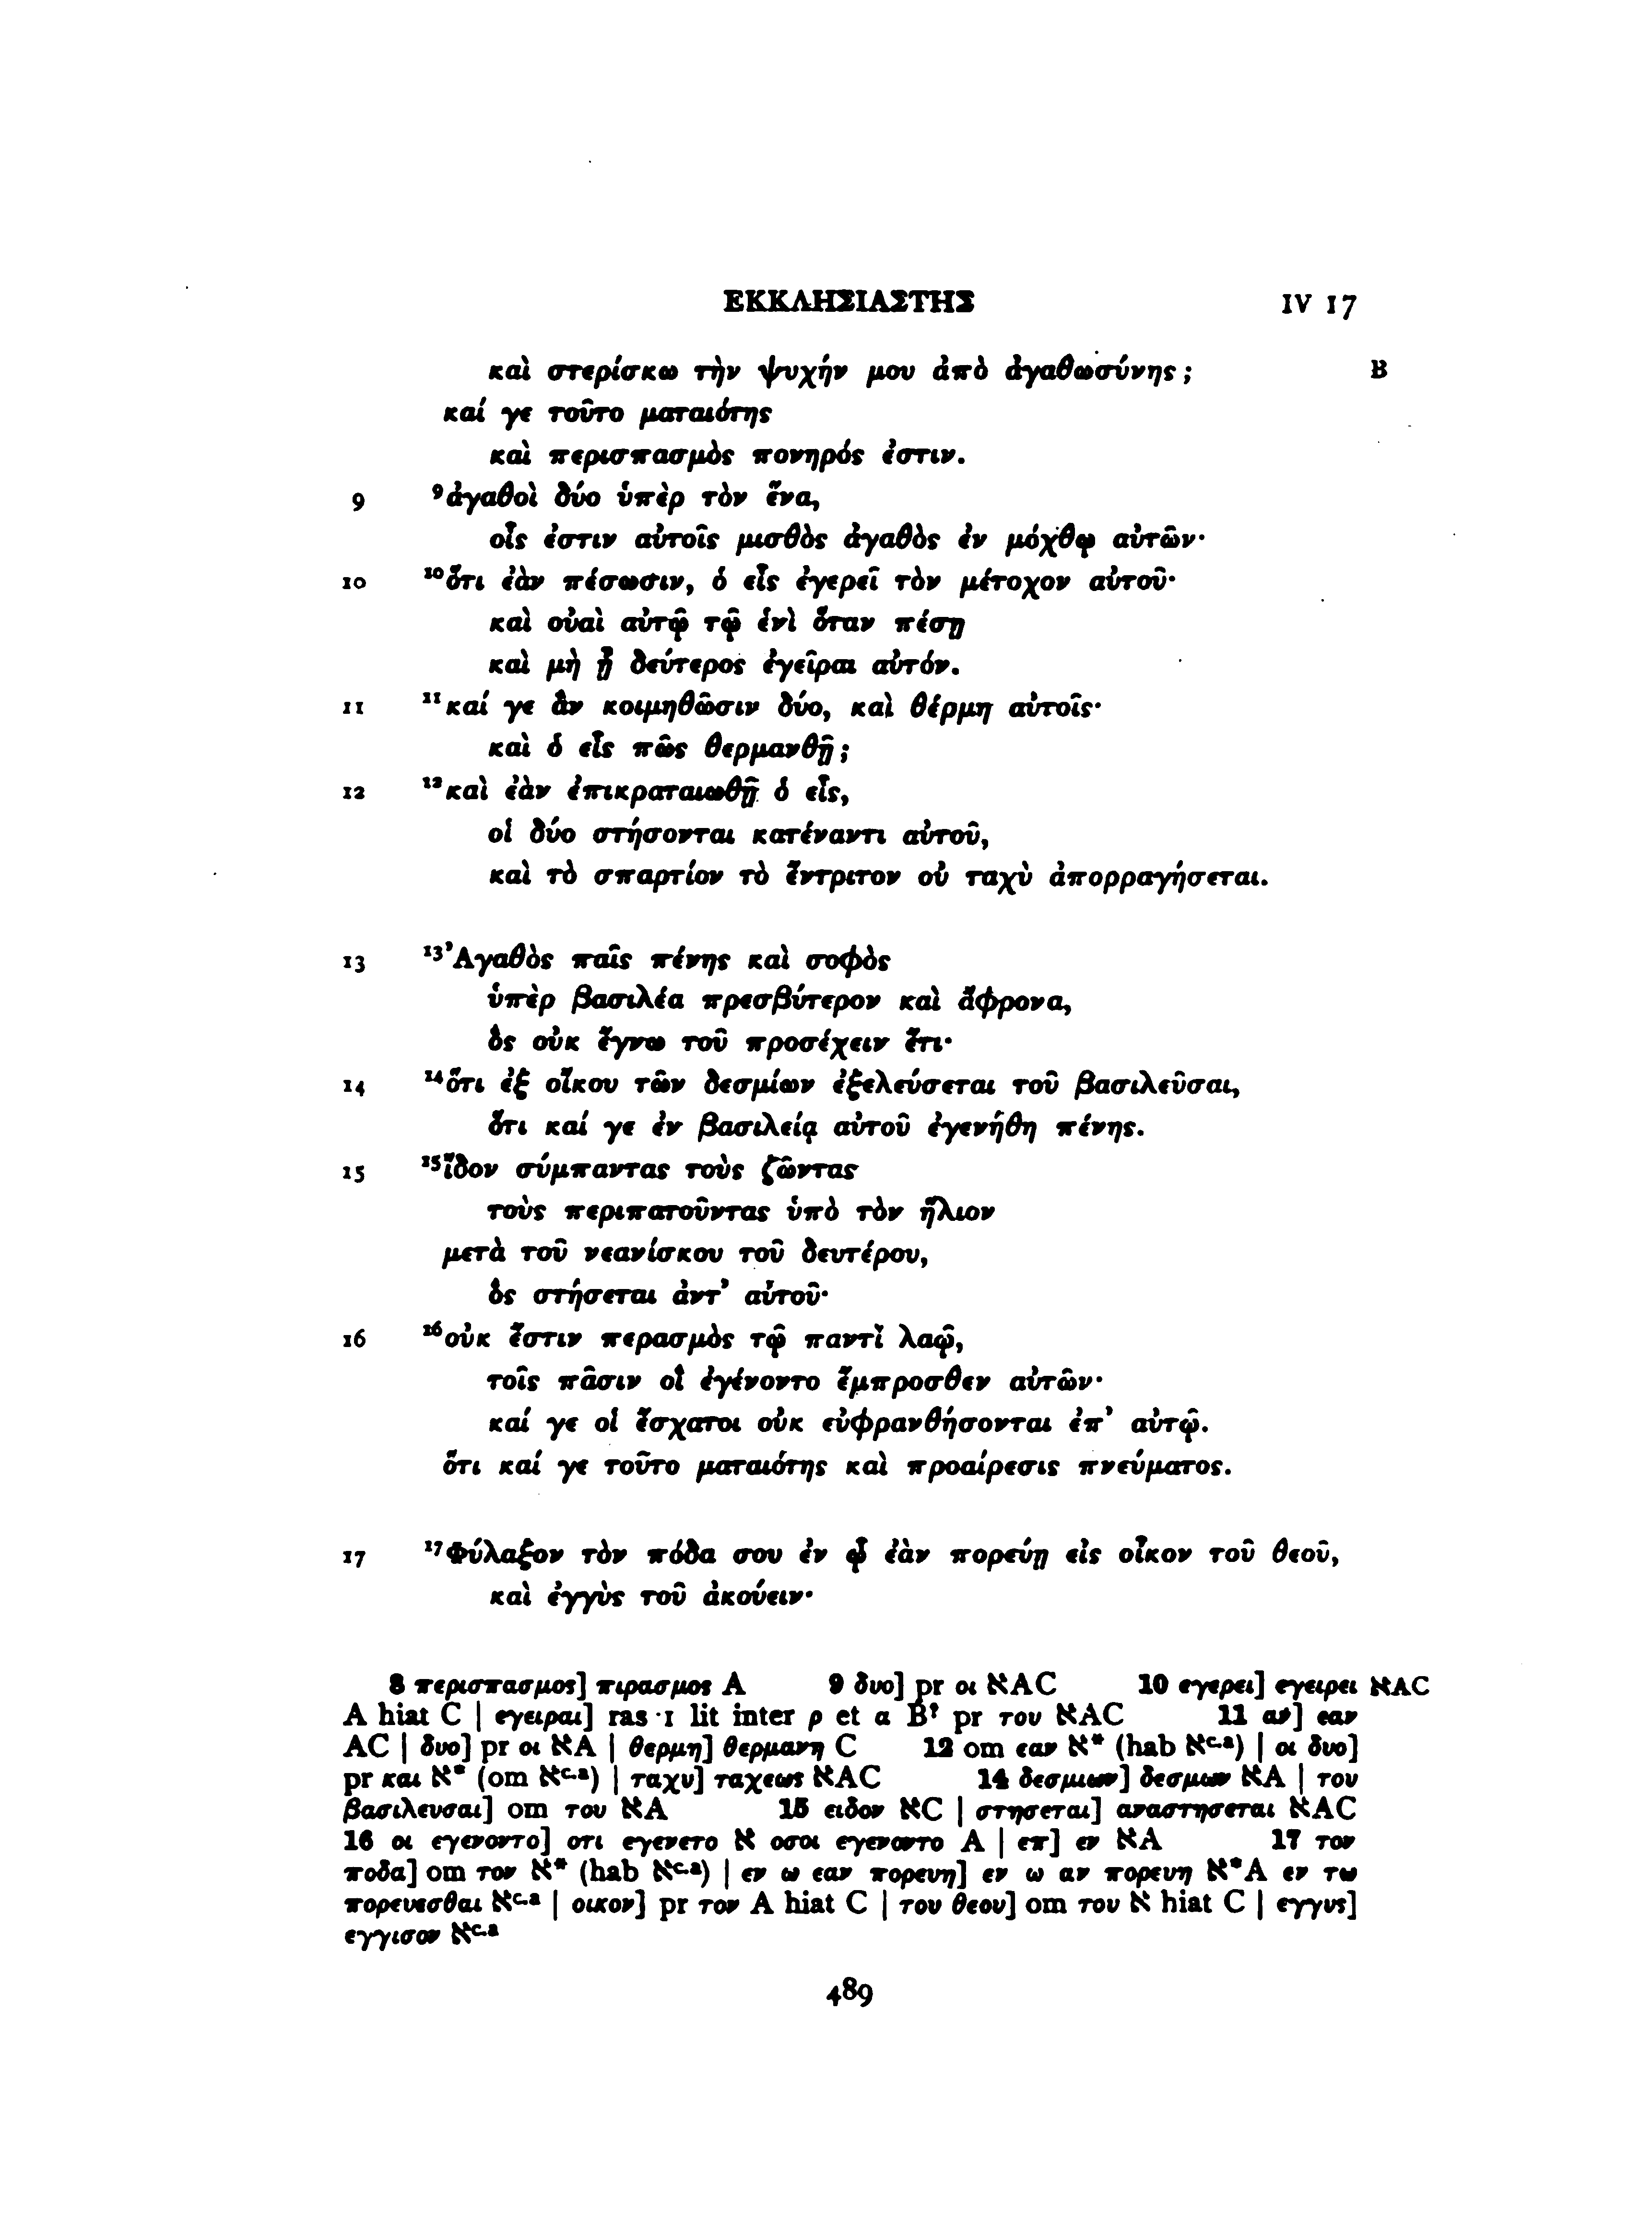 ΕΚΚΛΗΣΙΑΣΤΗΣ IV 17
καὶ στερίσκω τὴν ψυχήν μου ἀπὸ ἀγαθωσύνης; B
καί γε τοῦτο ματαιότης
καὶ περισπασμὸς πονηρός ἐστιν.
9 ⁹ἀγαθοὶ δύο ὑπὲρ τὸν ἕνα,
οἷς ἐστιν αὐτοῖς μισθὸς ἀγαθὸς ἐν μόχθῳ αὐτῶν·
10 ¹⁰ὅτι ἐὰν πέσωσιν, ὁ εἷς ἐγερεῖ τὸν μέτοχον αὐτοῦ·
καὶ οὐαὶ αὐτῷ τῷ ἑνὶ ὅταν πέσῃ
καὶ μὴ ᾖ δεύτερος ἐγεῖραι αὐτόν.
11 ¹¹καί γε ἂν κοιμηθῶσιν δύο, καὶ θέρμη αὐτοῖς·
καὶ ὁ εἷς πῶς θερμανθῇ;
12 ¹²καὶ ἐὰν ἐπικραταιωθῇ ὁ εἷς,
οἱ δύο στήσονται κατέναντι αὐτοῦ,
καὶ τὸ σπαρτίον τὸ ἔντριτον οὐ ταχὺ ἀπορραγήσεται.
13 ¹³Ἀγαθὸς παῖς πένης καὶ σοφὸς
ὑπὲρ βασιλέα πρεσβύτερον καὶ ἄφρονα,
ὃς οὐκ ἔγνω τοῦ προσέχειν ἔτι·
14 ¹⁴ὅτι ἐξ οἴκου τῶν δεσμίων ἐξελεύσεται τοῦ βασιλεῦσαι,
ὅτι καί γε ἐν βασιλείᾳ αὐτοῦ ἐγενήθη πένης.
15 ¹⁵ἴδον σύμπαντας τοὺς ζῶντας
τοὺς περιπατοῦντας ὑπὸ τὸν ἥλιον
μετὰ τοῦ νεανίσκου τοῦ δευτέρου,
ὃς στήσεται ἀντ’ αὐτοῦ·
16 ¹⁶οὐκ ἔστιν περασμὸς τῷ παντὶ λαῷ,
τοῖς πᾶσιν οἳ ἐγένοντο ἔμπροσθεν αὐτῶν·
καί γε οἱ ἔσχατοι οὐκ εὐφρανθήσονται ἐπ’ αὐτῷ.
ὅτι καί γε τοῦτο ματαιότης καὶ προαίρεσις πνεύματος.
17 ¹⁷Φύλαξον τὸν πόδα σου ἐν ᾧ ἐὰν πορεύῃ εἰς οἶκον τοῦ θεοῦ,
καὶ ἐγγὺς τοῦ ἀκούειν·
8 περισπασμος] πιρασμος A 9 δυο] pr οι ℵAC 10 εγερει] εγειρει ℵAC
A hiat C | εγειραι] ras 1 lit inter ρ et α B? pr του ℵAC 11 αν] εαν
AC | δυο] pr οι ℵA | θερμη] θερμανη C 12 om εαν ℵ* (hab ℵc.a) | οι δυο]
pr και ℵ* (om ℵc.a) | ταχυ] ταχεως ℵAC 14 δεσμιων] δεσμων ℵA | του
βασιλευσαι] om του ℵA 15 ειδον ℵC | στησεται] αναστησεται ℵAC
16 οι εγενοντο] οτι εγενετο ℵ οσοι εγενοντο A | επ] εν ℵA 17 τον
ποδα] om τον ℵ* (hab ℵc.a) | εν ω εαν πορευη] εν ω αν πορευη ℵ*A εν τω
πορευεσθαι ℵc.a | οικον] pr τον A hiat C | του θεου] om του ℵ hiat C | εγγυς]
εγγισον ℵc.a
489